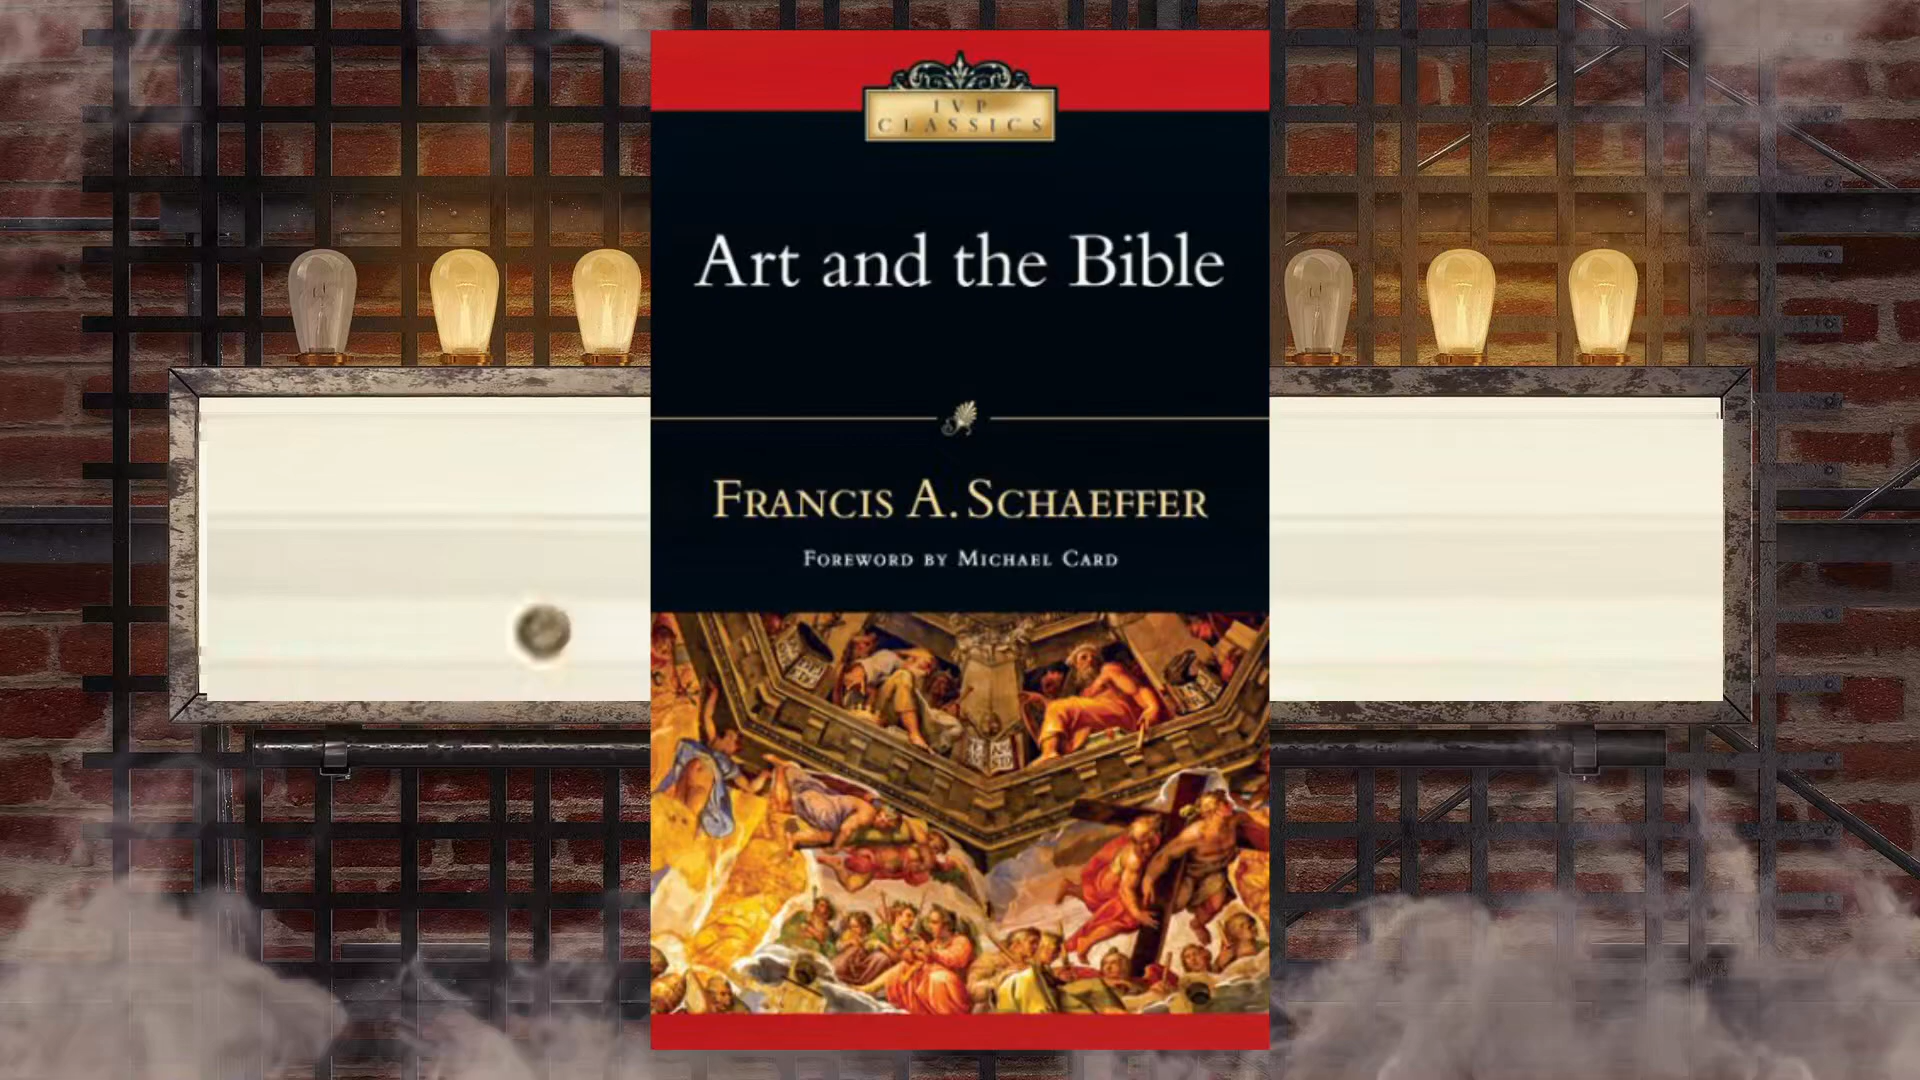 IVP
CLASSICS
Art and the Bible
FRANCIS A. SCHAEFFER
FOREWORD BY MICHAEL CARD